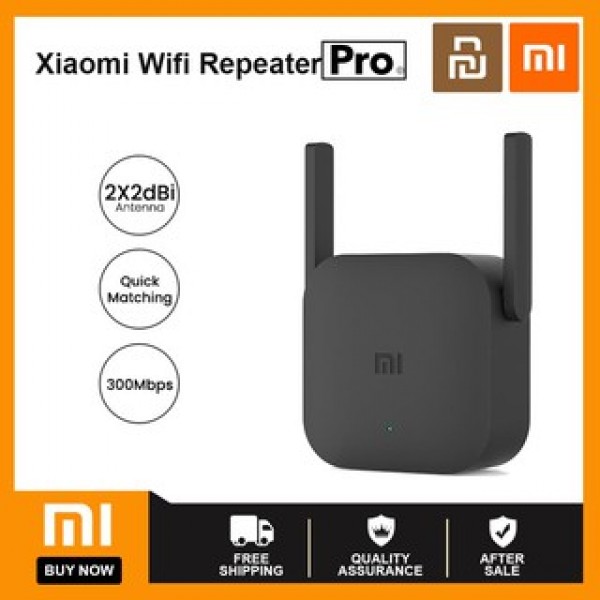 Xiaomi Wifi Repeater Pro
mi
2X2dBi
Antenna
Quick
Matching
300Mbps
mi
mi
BUY NOW
FREE
SHIPPING
QUALITY
ASSURANCE
AFTER
SALE